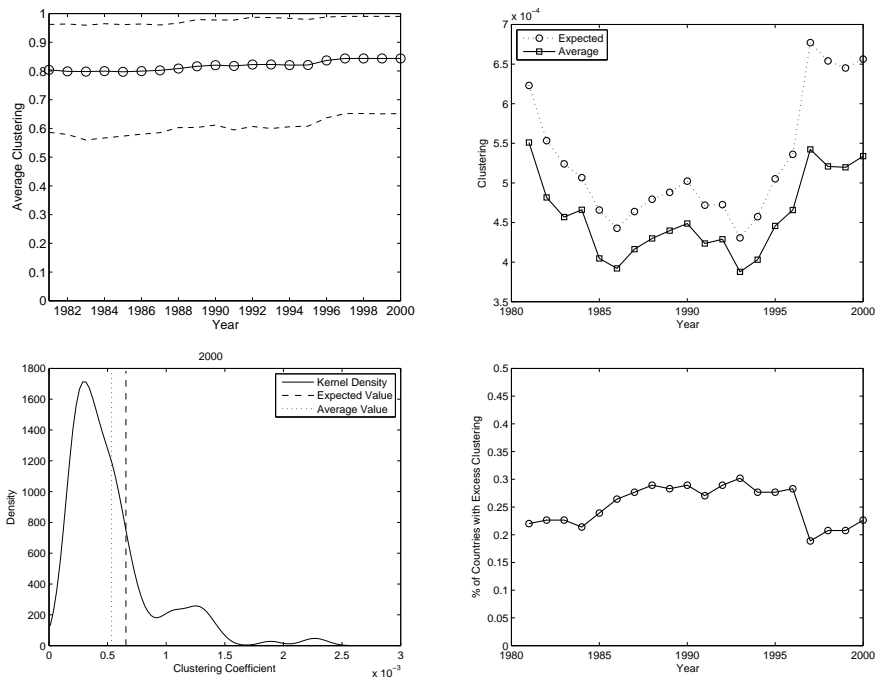 1
0.9
0.8
0.7
0.6
0.5
0.4
0.3
0.2
0.1
0
Average Clustering
1982 1984 1986 1988 1990 1992 1994 1996 1998 2000
Year
7 x 10⁻⁴
6.5
6
5.5
5
4.5
4
3.5
Clustering
Expected
Average
1980 1985 1990 1995 2000
Year
2000
1800
1600
1400
1200
1000
800
600
400
200
0
Density
Kernel Density
Expected Value
Average Value
0 0.5 1 1.5 2 2.5 3
Clustering Coefficient
x 10⁻³
0.5
0.45
0.4
0.35
0.3
0.25
0.2
0.15
0.1
0.05
0
% of Countries with Excess Clustering
1980 1985 1990 1995 2000
Year